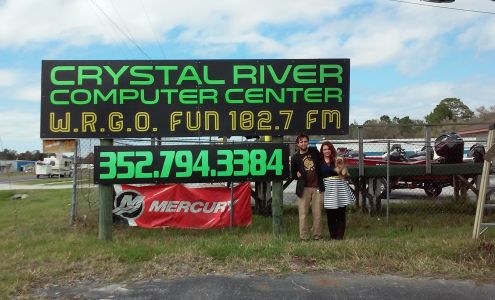 CRYSTAL RIVER
COMPUTER CENTER
W.R.G.O. FUN 102.7 FM
352.794.3384
MERCURY